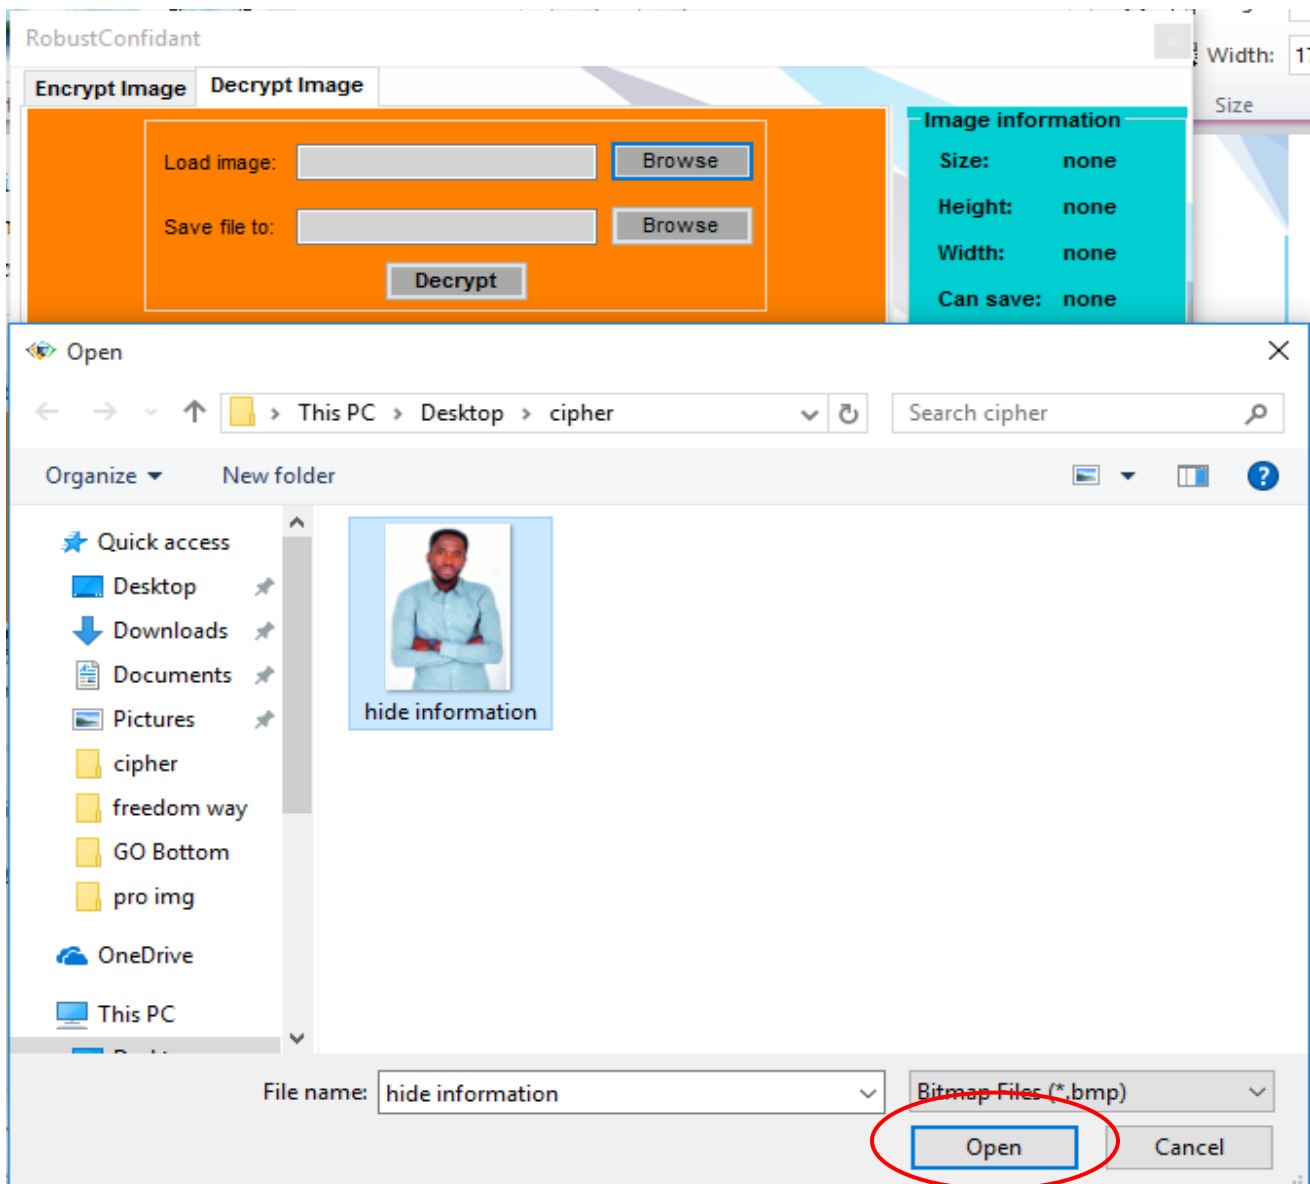 RobustConfidant
Width:
Encrypt Image Decrypt Image
Size
Image information
Load image: Browse
Size: none
Height: none
Save file to: Browse
Width: none
Decrypt
Can save: none
Open
This PC > Desktop > cipher
Search cipher
Organize New folder
Quick access
Desktop
Downloads
Documents
Pictures
cipher
freedom way
GO Bottom
pro img
OneDrive
This PC
hide information
File name: hide information
Bitmap Files (*.bmp)
Open Cancel